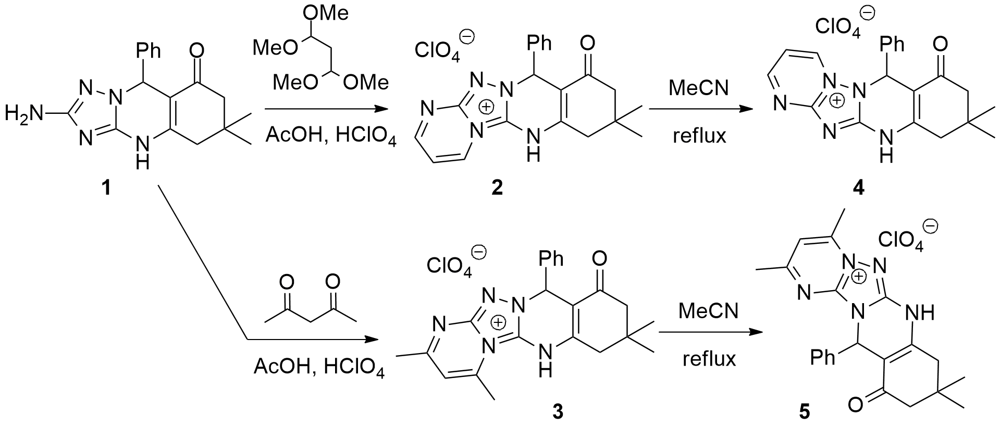 OMe
MeO
MeO OMe
AcOH, HClO4
H2N
N
N
N
N
H
Ph
O
1
ClO4 ⊖
Ph
O
N
N
N
N
⊕
N
H
2
MeCN
reflux
ClO4 ⊖
Ph
O
N
N
N
N
⊕
N
H
4
O O
AcOH, HClO4
ClO4 ⊖
Ph
O
N
N
N
N
⊕
N
H
3
MeCN
reflux
ClO4 ⊖
N
N
⊕
N
N
NH
Ph
O
5